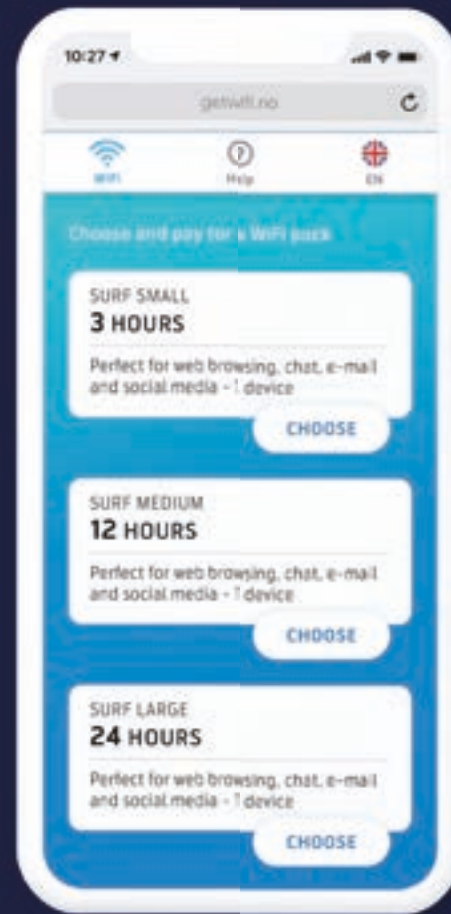 10:27
getwifi.no
WiFi
Help
EN
Choose and pay for a WiFi pack
SURF SMALL
3 HOURS
Perfect for web browsing, chat, e-mail
and social media - 1 device
CHOOSE
SURF MEDIUM
12 HOURS
Perfect for web browsing, chat, e-mail
and social media - 1 device
CHOOSE
SURF LARGE
24 HOURS
Perfect for web browsing, chat, e-mail
and social media - 1 device
CHOOSE